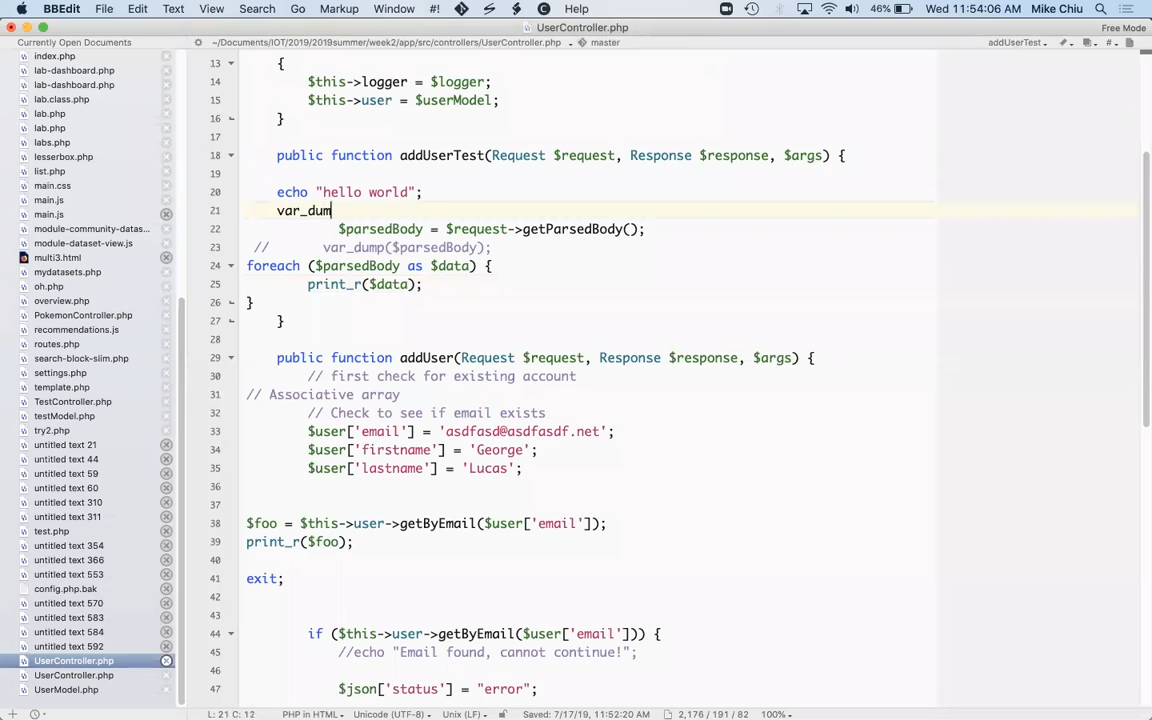 BBEdit File Edit Text View Search Go Markup Window #! Help 46% Wed 11:54:06 AM Mike Chiu
UserController.php
Free Mode
Currently Open Documents
~/Documents/IOT/2019/2019summer/week2/app/src/controllers/UserController.php master
addUserTest
index.php
lab-dashboard.php
lab-dashboard.php
lab.class.php
lab.php
lab.php
labs.php
lesserbox.php
list.php
main.css
main.js
main.js
module-community-datas...
module-dataset-view.js
multi3.html
mydatasets.php
oh.php
overview.php
PokemonController.php
recommendations.js
routes.php
search-block-slim.php
settings.php
template.php
TestController.php
testModel.php
try2.php
untitled text 21
untitled text 44
untitled text 59
untitled text 60
untitled text 310
untitled text 311
test.php
untitled text 354
untitled text 366
untitled text 553
config.php.bak
untitled text 570
untitled text 583
untitled text 584
untitled text 592
UserController.php
UserController.php
UserModel.php
13 {
14 $this->logger = $logger;
15 $this->user = $userModel;
16 }
17
18 public function addUserTest(Request $request, Response $response, $args) {
19
20 echo "hello world";
21 var_dum
22 $parsedBody = $request->getParsedBody();
23 // var_dump($parsedBody);
24 foreach ($parsedBody as $data) {
25 print_r($data);
26 }
27 }
28
29 public function addUser(Request $request, Response $response, $args) {
30 // first check for existing account
31 // Associative array
32 // Check to see if email exists
33 $user['email'] = 'asdfasd@asdfasdf.net';
34 $user['firstname'] = 'George';
35 $user['lastname'] = 'Lucas';
36
37
38 $foo = $this->user->getByEmail($user['email']);
39 print_r($foo);
40
41 exit;
42
43
44 if ($this->user->getByEmail($user['email'])) {
45 //echo "Email found, cannot continue!";
46
47 $json['status'] = "error";
L: 21 C: 12 PHP in HTML Unicode (UTF-8) Unix (LF) Saved: 7/17/19, 11:52:20 AM 2,176 / 191 / 82 100%